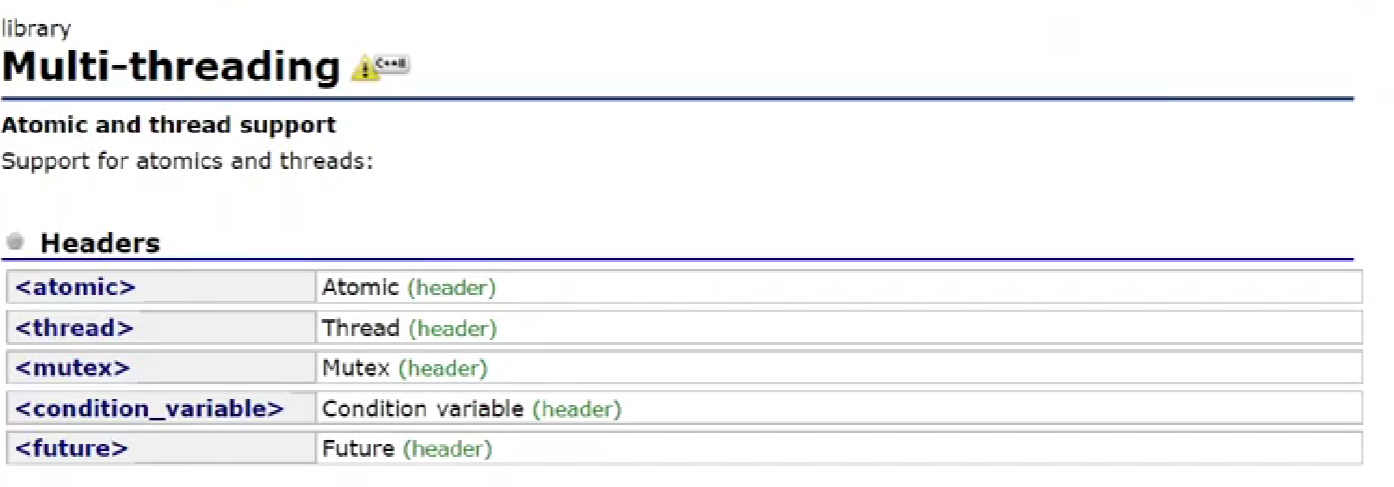 library
Multi-threading
Atomic and thread support
Support for atomics and threads:
Headers
<atomic> Atomic (header)
<thread> Thread (header)
<mutex> Mutex (header)
<condition_variable> Condition variable (header)
<future> Future (header)